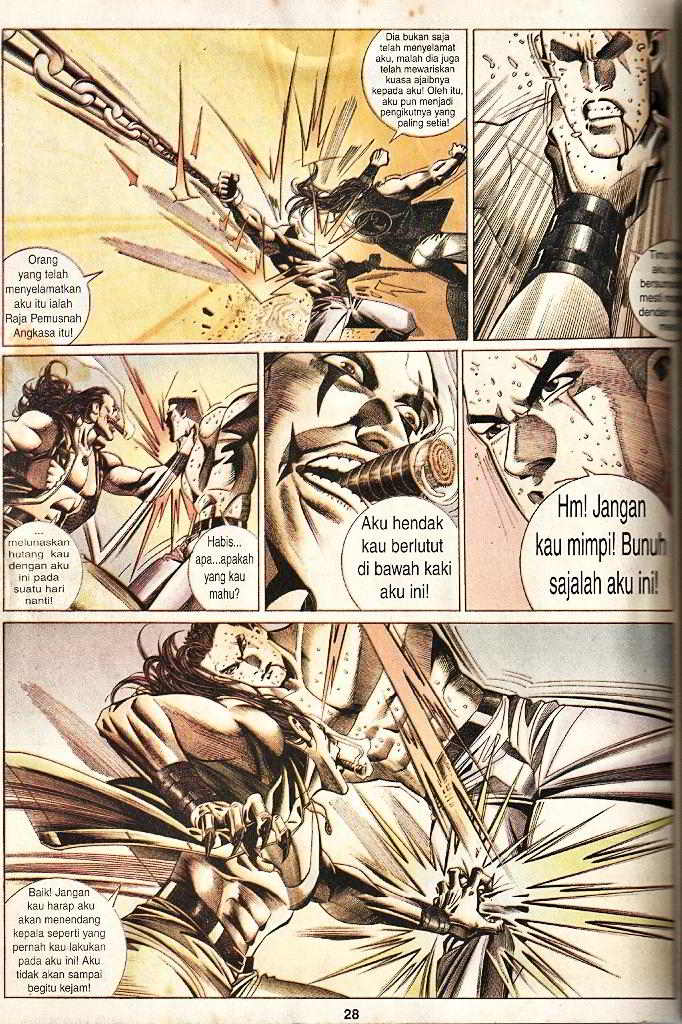 Dia bukan saja
telah menyelamat
aku, malah dia juga
telah mewariskan
kuasa ajaibnya
kepada aku! Oleh itu,
aku pun menjadi
pengikutnya yang
paling setia!
Orang
yang telah
menyelamatkan
aku itu ialah
Raja Pemusnah
Angkasa itu!
aku
mesti
...
melunaskan
hutang kau
dengan aku
ini pada
suatu hari
nanti!
Habis...
apa...apakah
yang kau
mahu?
Aku hendak
kau berlutut
di bawah kaki
aku ini!
Hm! Jangan
kau mimpi! Bunuh
sajalah aku ini!
Baik! Jangan
kau harap aku
akan menendang
kepala seperti yang
pernah kau lakukan
pada aku ini! Aku
tidak akan sampai
begitu kejam!
28